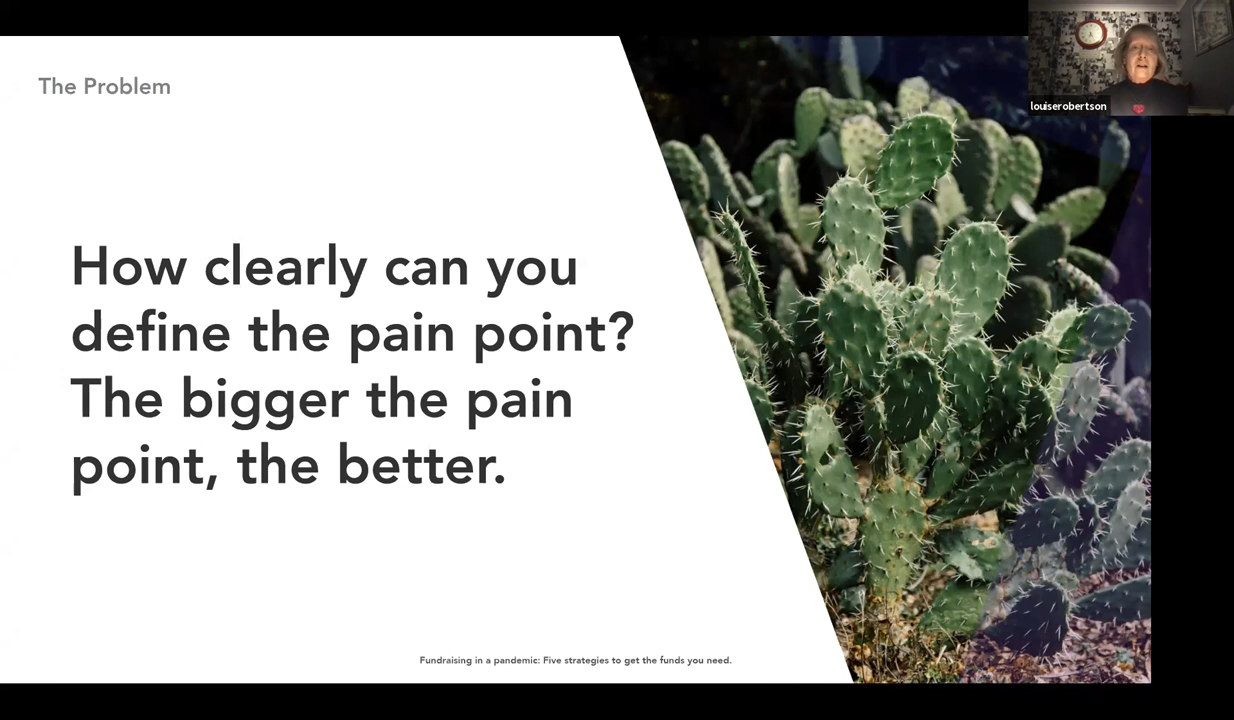 The Problem
louiserobertson
How clearly can you
define the pain point?
The bigger the pain
point, the better.
Fundraising in a pandemic: Five strategies to get the funds you need.